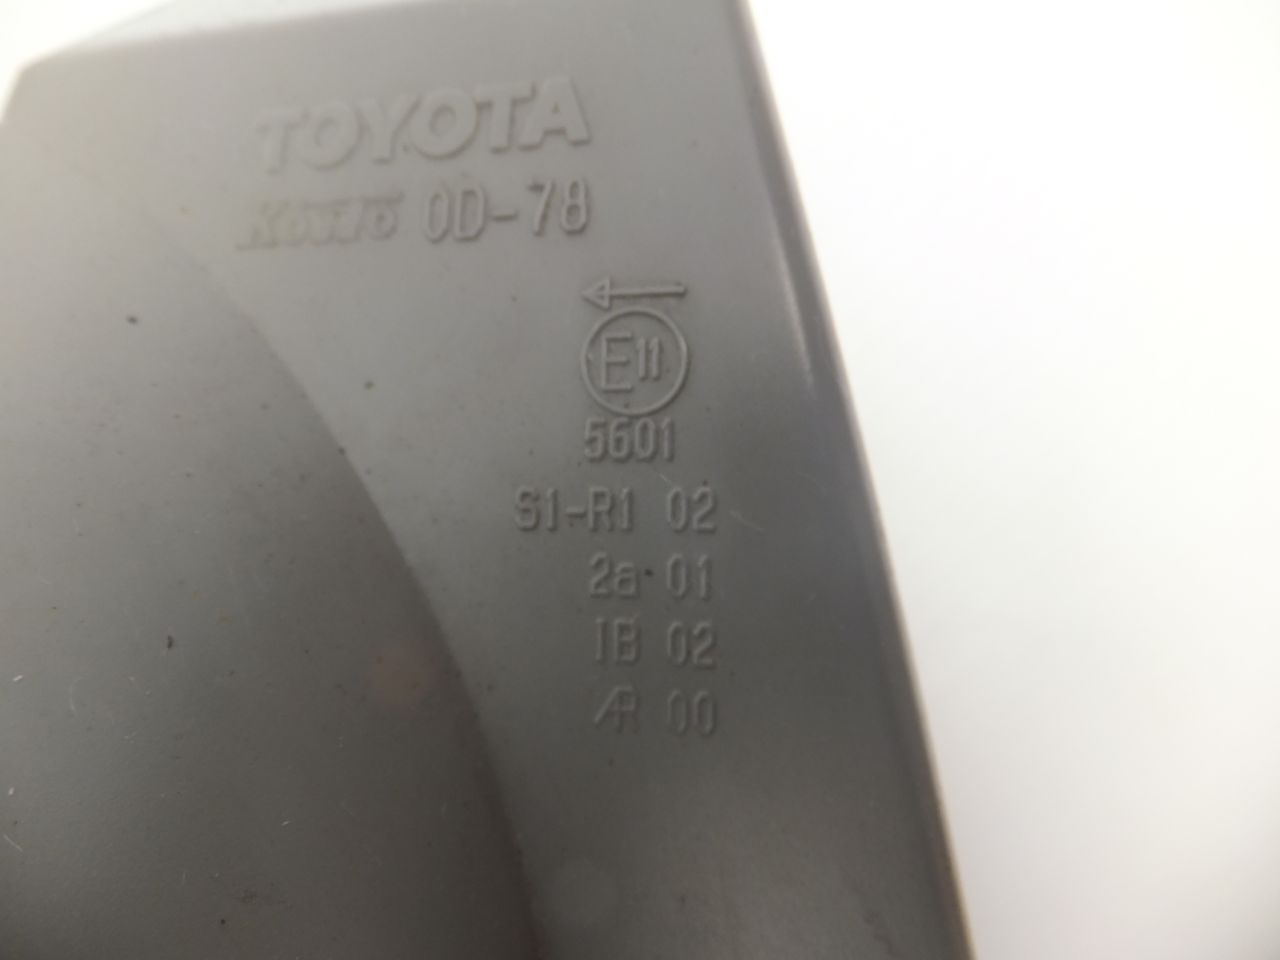 TOYOTA
Koito 0D-78
E11
5601
S1-R1 02
2a 01
IB 02
AR 00